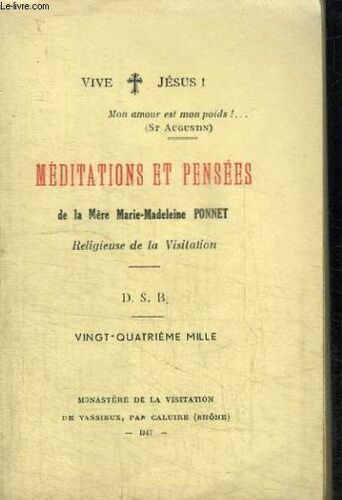 le-livre.com
VIVE ✝ JÉSUS !
Mon amour est mon poids !...
(ST AUGUSTIN)
MÉDITATIONS ET PENSÉES
de la Mère Marie-Madeleine PONNET
Religieuse de la Visitation
D. S. B.
VINGT-QUATRIÈME MILLE
MONASTÈRE DE LA VISITATION
DE VASSIEUX, PAR CALUIRE (RHÔNE)
— 1947 —